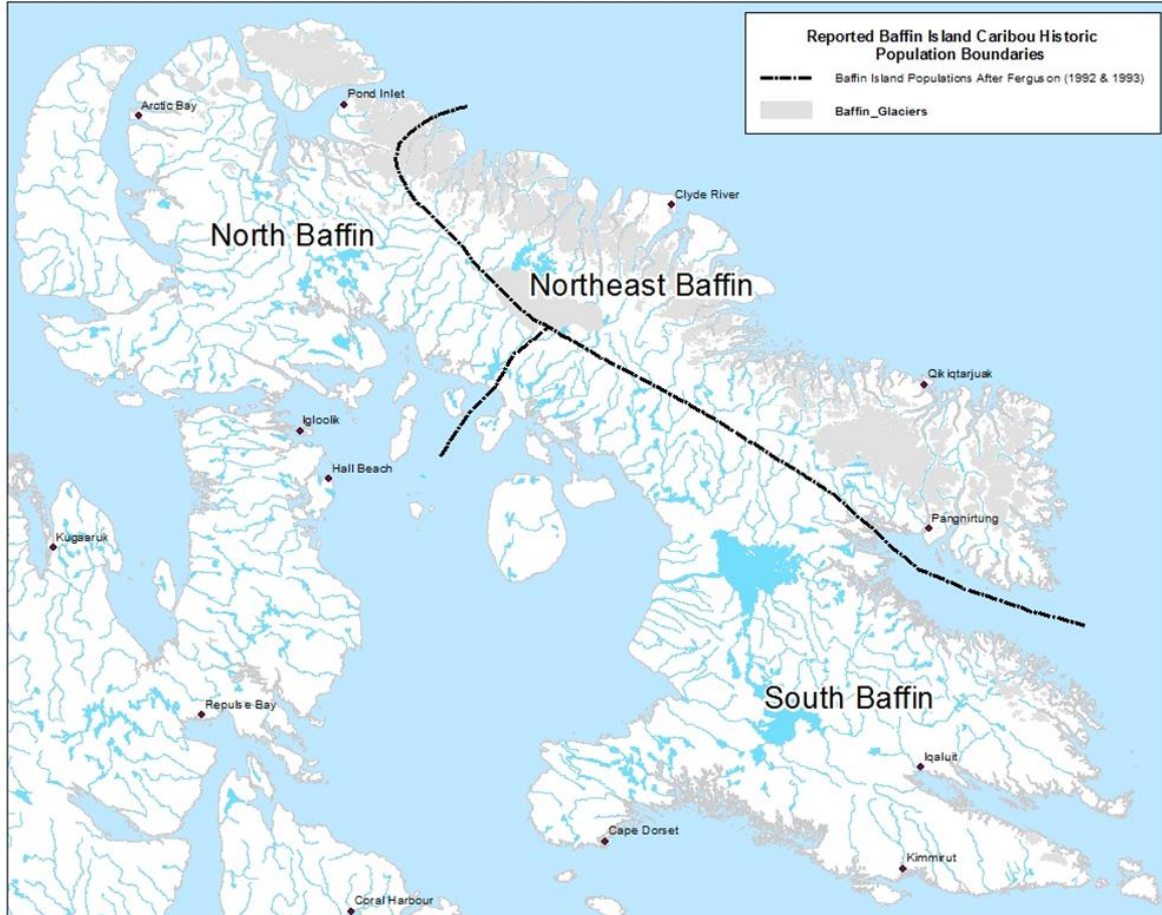 Reported Baffin Island Caribou Historic
Population Boundaries
Baffin Island Populations After Ferguson (1992 & 1993)
Baffin_Glaciers
Pond Inlet
Arctic Bay
Clyde River
North Baffin
Northeast Baffin
Qikiqtarjuak
Igloolik
Hall Beach
Pangnirtung
Kugaaruk
South Baffin
Repulse Bay
Iqaluit
Cape Dorset
Kimmirut
Coral Harbour